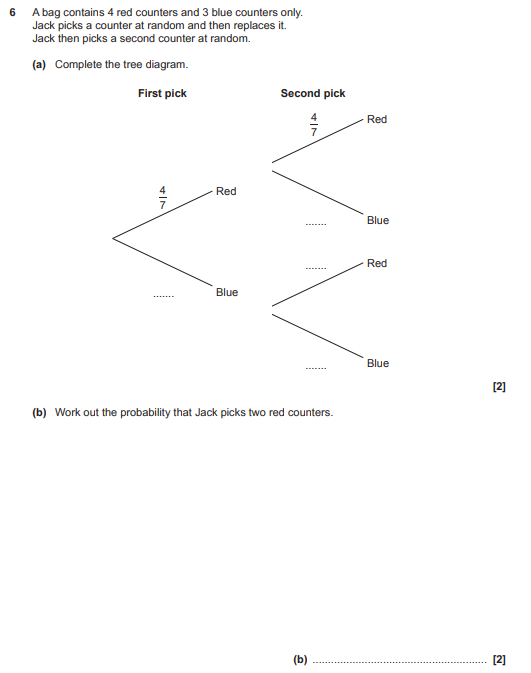 6 A bag contains 4 red counters and 3 blue counters only.
Jack picks a counter at random and then replaces it.
Jack then picks a second counter at random.
(a) Complete the tree diagram.
First pick Second pick
4/7 Red
4/7 Red
....... Blue
....... Red
....... Blue
....... Blue
[2]
(b) Work out the probability that Jack picks two red counters.
(b) .......................................................... [2]